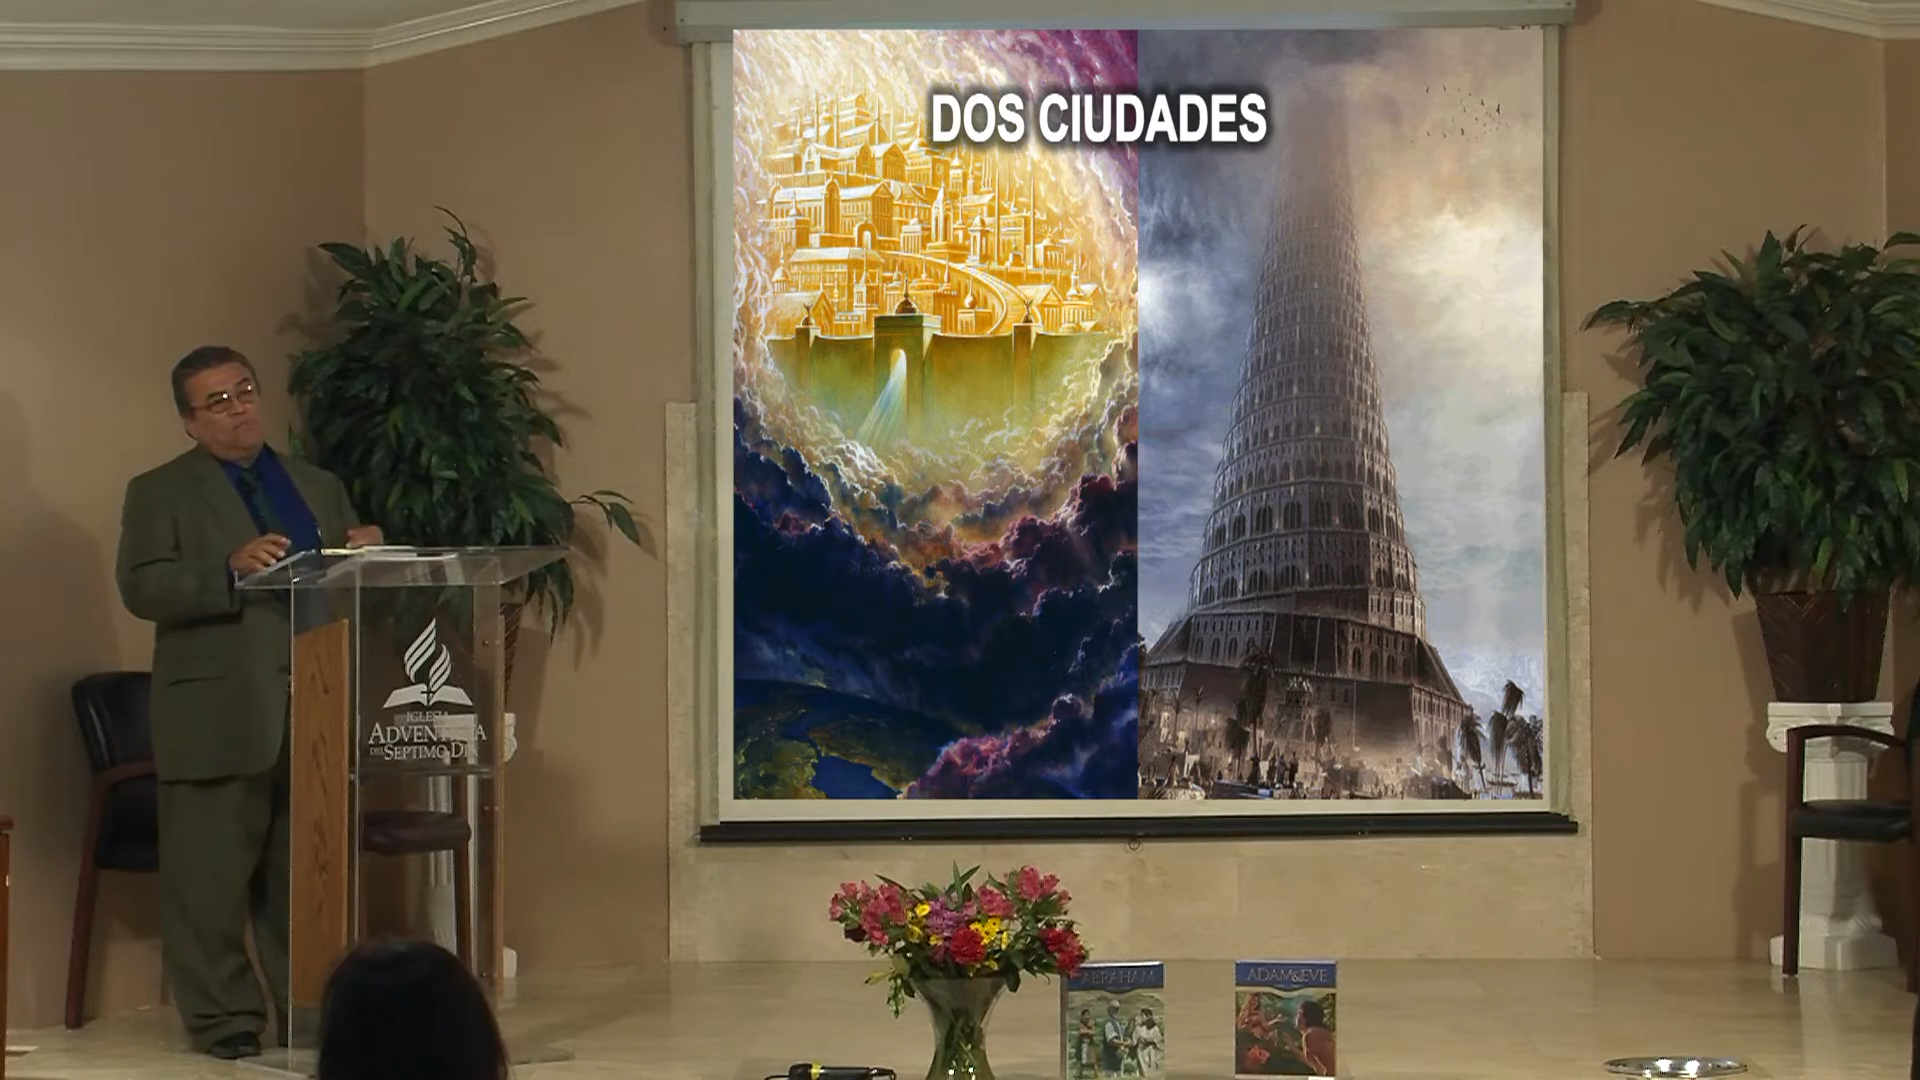 DOS CIUDADES
IGLESIA
ADVENTISTA
DEL SEPTIMO DIA
ABRAHAM
ADAM & EVE